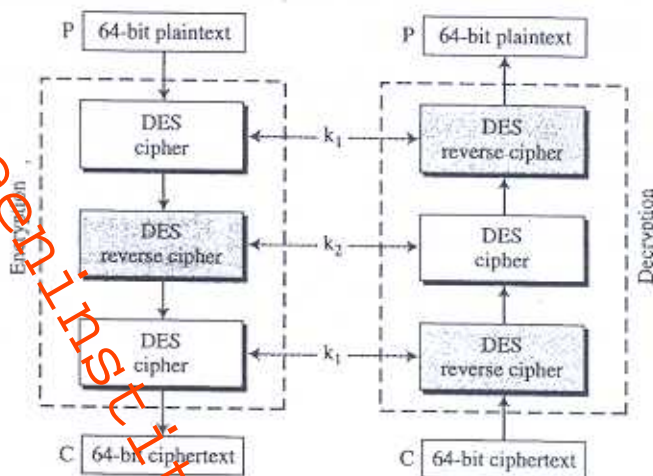 P 64-bit plaintext
P 64-bit plaintext
DES
cipher
k₁
DES
reverse cipher
Encryption
DES
reverse cipher
k₂
DES
cipher
Decryption
DES
cipher
k₁
DES
reverse cipher
C 64-bit ciphertext
C 64-bit ciphertext